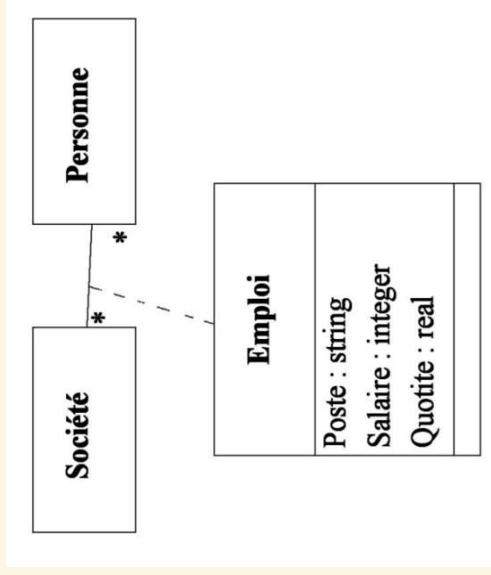 Société
*
*
Personne
Emploi
Poste : string
Salaire : integer
Quotite : real